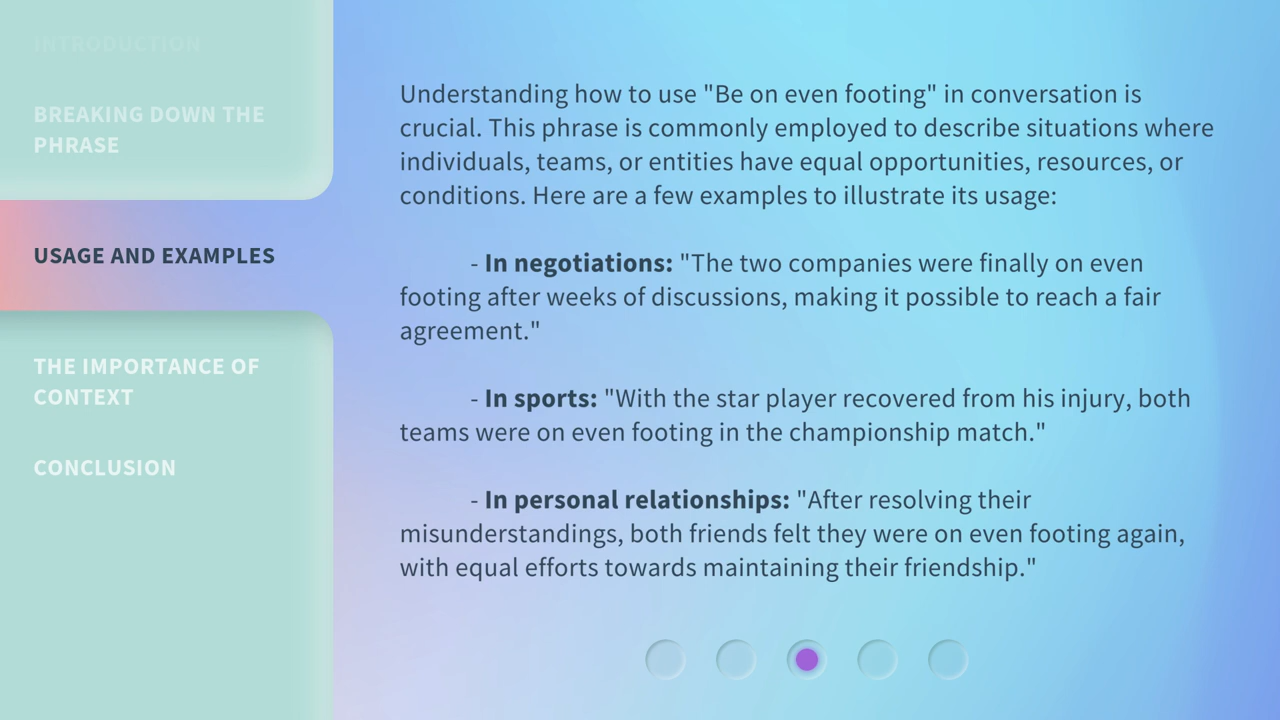 INTRODUCTION
BREAKING DOWN THE
PHRASE
USAGE AND EXAMPLES
THE IMPORTANCE OF
CONTEXT
CONCLUSION
Understanding how to use "Be on even footing" in conversation is
crucial. This phrase is commonly employed to describe situations where
individuals, teams, or entities have equal opportunities, resources, or
conditions. Here are a few examples to illustrate its usage:
- In negotiations: "The two companies were finally on even
footing after weeks of discussions, making it possible to reach a fair
agreement."
- In sports: "With the star player recovered from his injury, both
teams were on even footing in the championship match."
- In personal relationships: "After resolving their
misunderstandings, both friends felt they were on even footing again,
with equal efforts towards maintaining their friendship."